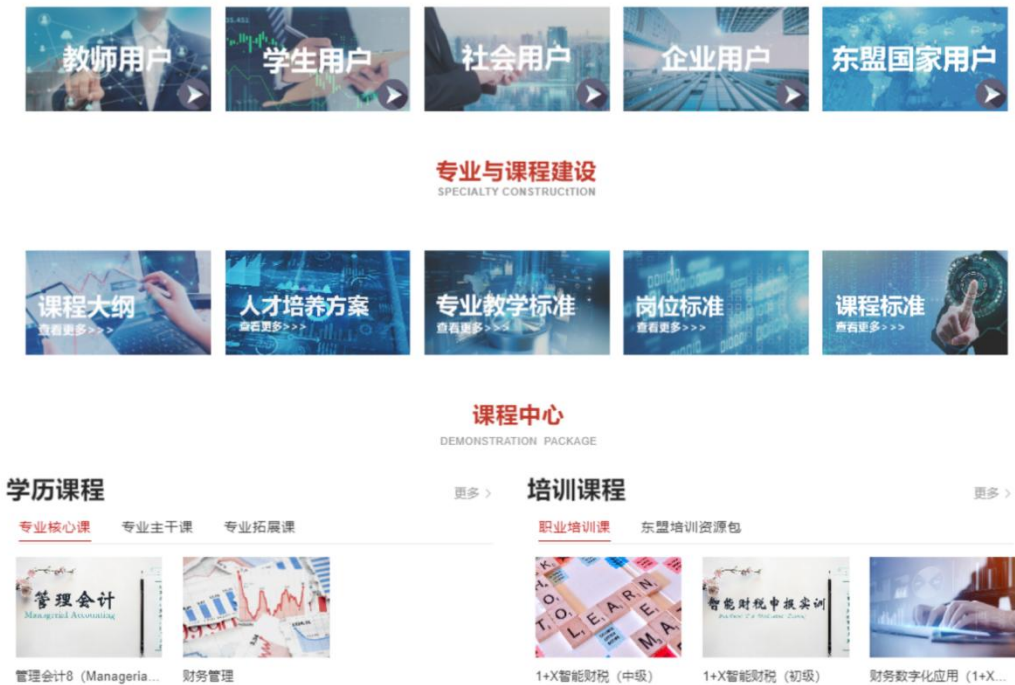 教师用户
学生用户
社会用户
企业用户
东盟国家用户
专业与课程建设
SPECIALTY CONSTRUCtTION
课程大纲
查看更多>>>
人才培养方案
查看更多>>>
专业教学标准
查看更多>>>
岗位标准
查看更多>>>
课程标准
查看更多>>>
课程中心
DEMONSTRATION PACKAGE
学历课程
更多 >
专业核心课 专业主干课 专业拓展课
管理会计
Managerial Accounting
管理会计8（Manageria...
财务管理
培训课程
更多 >
职业培训课 东盟培训资源包
LEARN
1+X智能财税（中级）
智能财税申报实训
1+X智能财税（初级）
财务数字化应用（1+X...